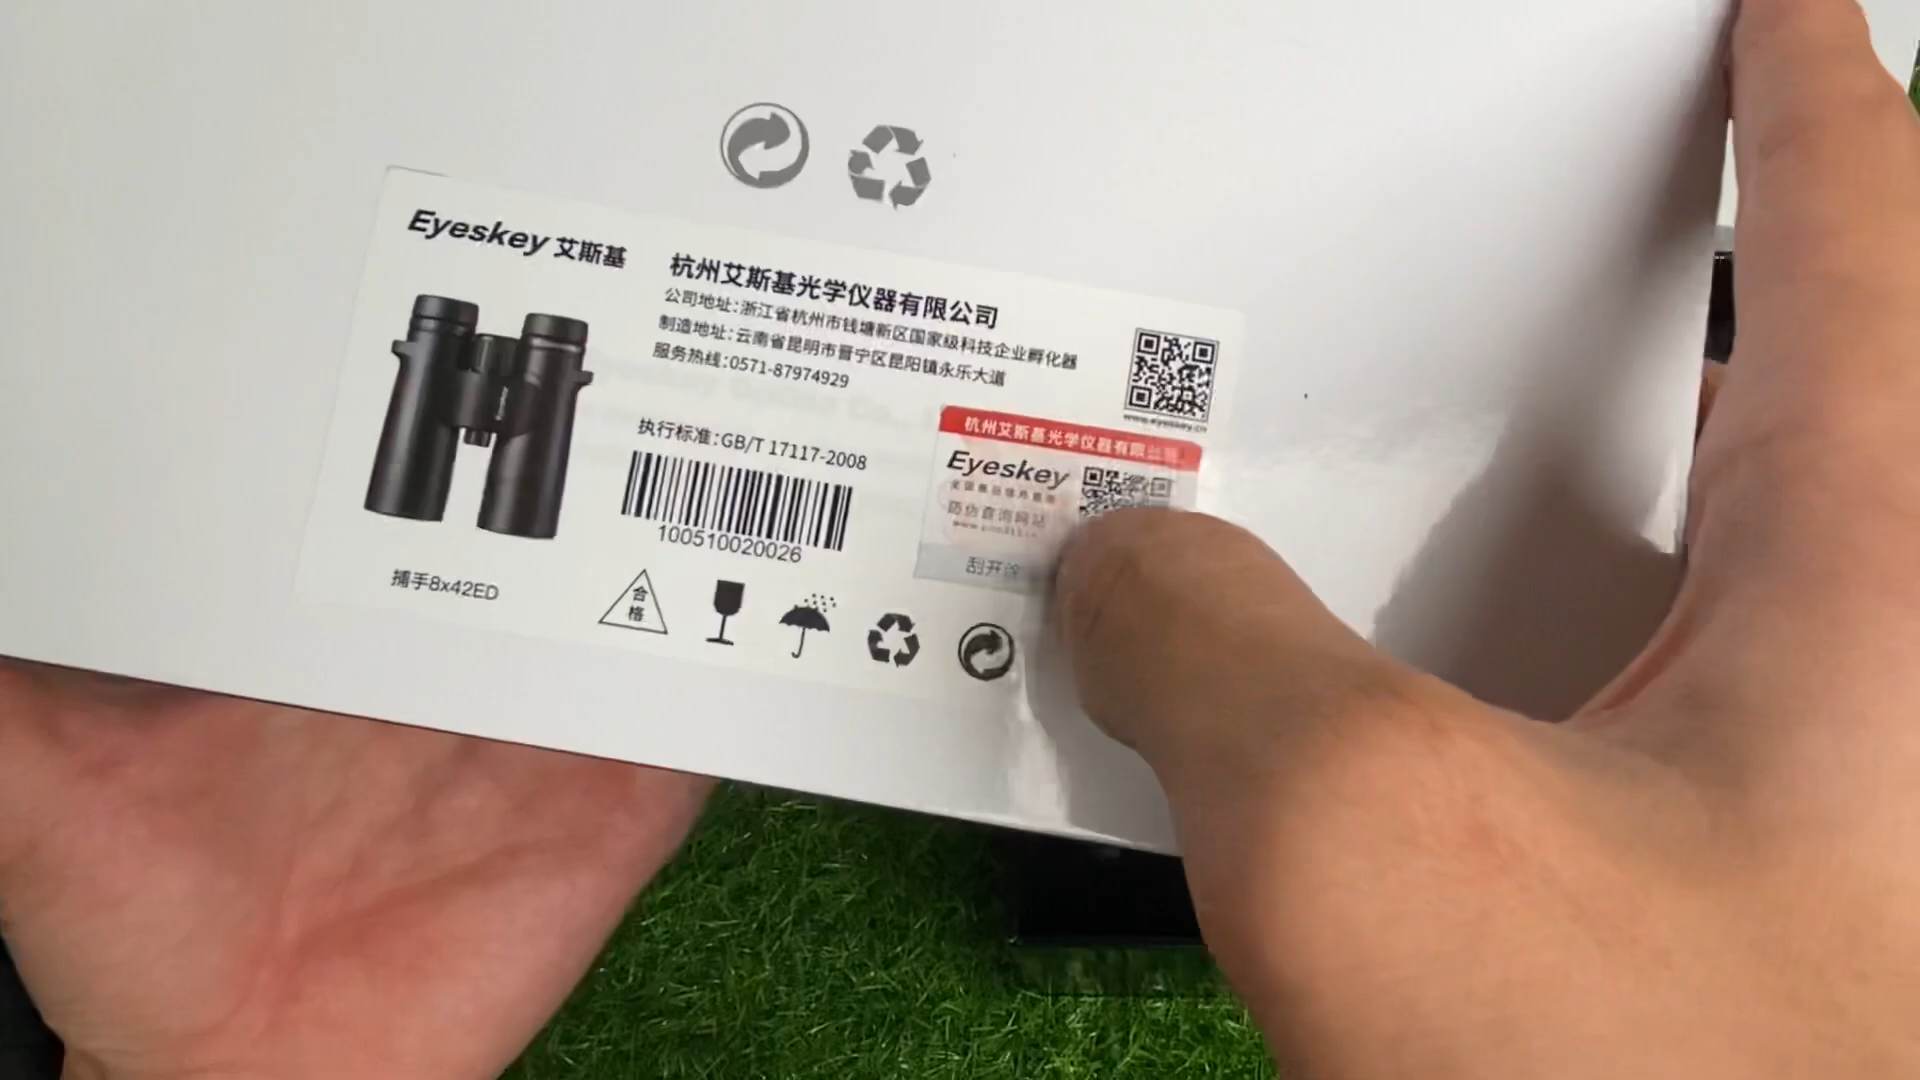 Eyeskey 艾斯基
杭州艾斯基光学仪器有限公司
公司地址:浙江省杭州市钱塘新区国家级科技企业孵化器
制造地址:云南省昆明市晋宁区昆阳镇永乐大道
服务热线:0571-87974929
www.eyeskey.cn
执行标准:GB/T 17117-2008
100510020026
捕手8x42ED
合格
杭州艾斯基光学仪器有限
Eyeskey
防伪查询网站
刮开涂